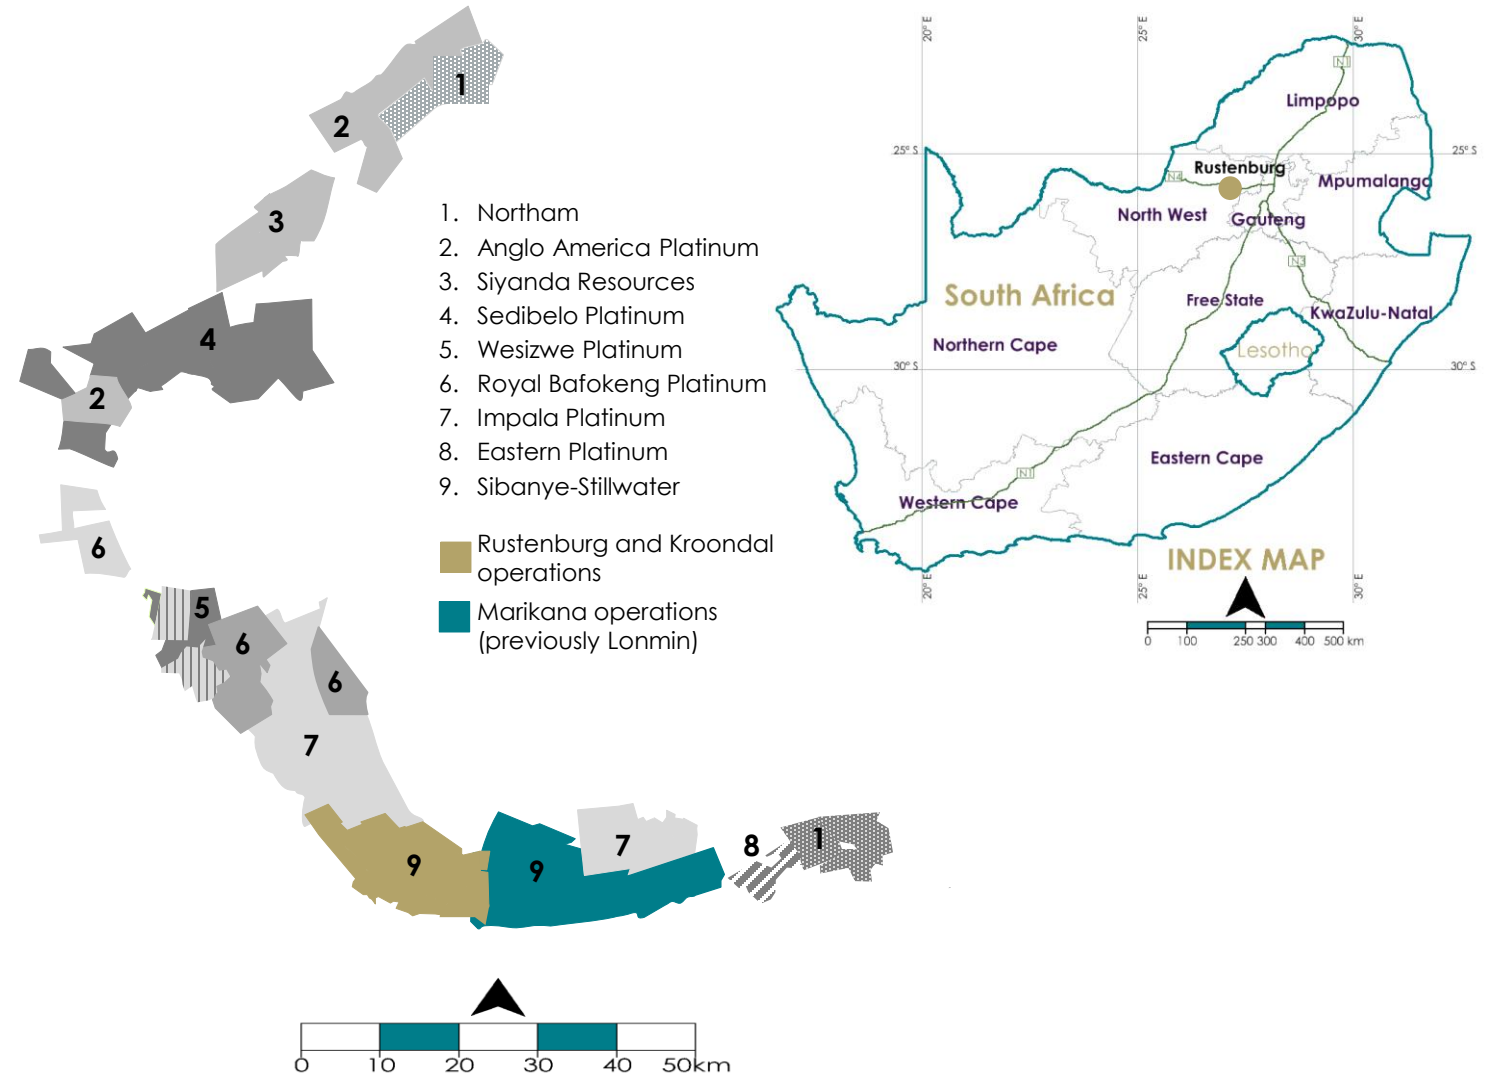 1
2
3
4
2
6
5
6
6
7
9
9
7
8
1
1. Northam
2. Anglo America Platinum
3. Siyanda Resources
4. Sedibelo Platinum
5. Wesizwe Platinum
6. Royal Bafokeng Platinum
7. Impala Platinum
8. Eastern Platinum
9. Sibanye-Stillwater
Rustenburg and Kroondal
operations
Marikana operations
(previously Lonmin)
0 10 20 30 40 50km
20° E 25° E 30° E
N1
Limpopo
25° S 25° S
Rustenburg
N4
Mpumalanga
North West
Gauteng
N3
South Africa
Free State
KwaZulu-Natal
Northern Cape
Lesotho
30° S 30° S
Eastern Cape
N1
Western Cape
INDEX MAP
20° E 25° E 30° E
0 100 250 300 400 500 km